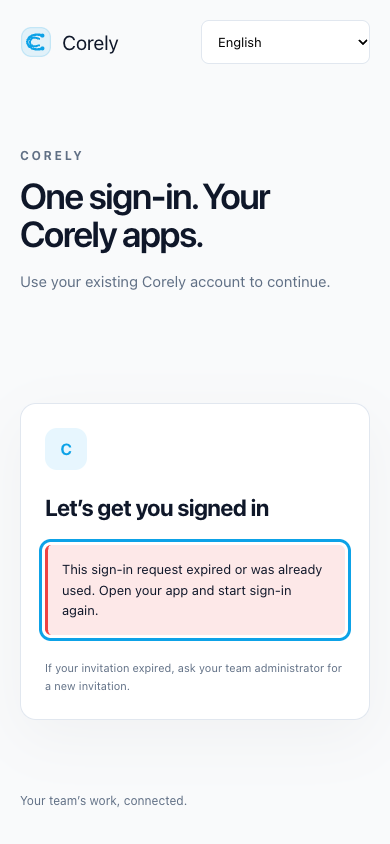 Corely
English
CORELY
One sign-in. Your
Corely apps.
Use your existing Corely account to continue.
C
Let’s get you signed in
This sign-in request expired or was already
used. Open your app and start sign-in
again.
If your invitation expired, ask your team administrator for
a new invitation.
Your team’s work, connected.